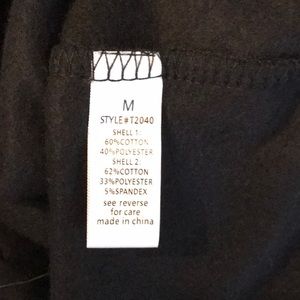 M
STYLE#T2040
SHELL 1:
60%COTTON
40%POLYESTER
SHELL 2:
62%COTTON
33%POLYESTER
5%SPANDEX
see reverse
for care
made in china